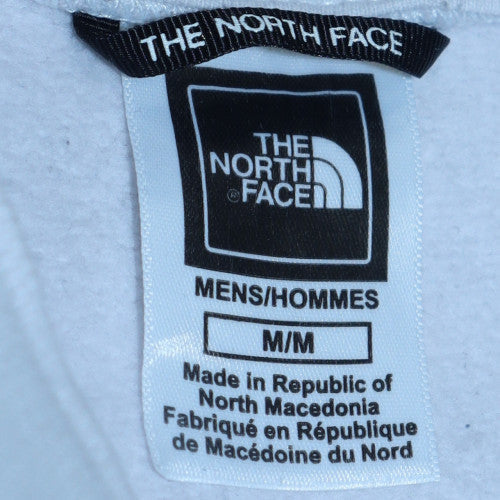 THE NORTH FACE
THE
NORTH
®FACE
MENS/HOMMES
M/M
Made in Republic of
North Macedonia
Fabriqué en République
de Macédoine du Nord